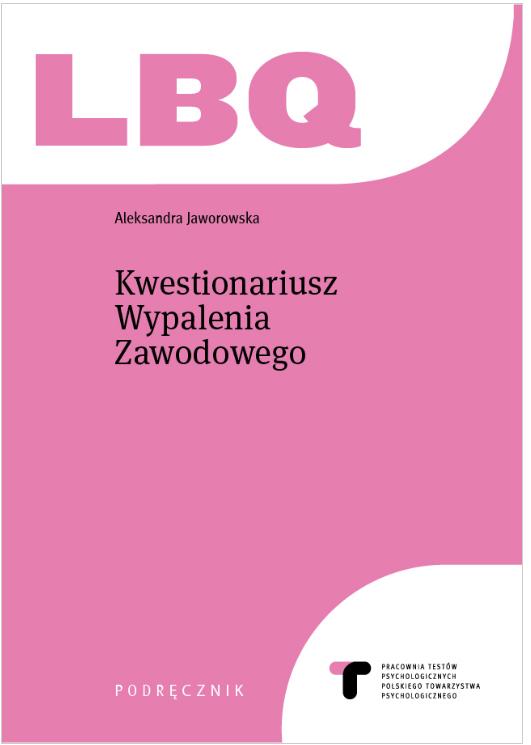 LBQ
Aleksandra Jaworowska
Kwestionariusz
Wypalenia
Zawodowego
PODRĘCZNIK
PRACOWNIA TESTÓW
PSYCHOLOGICZNYCH
POLSKIEGO TOWARZYSTWA
PSYCHOLOGICZNEGO